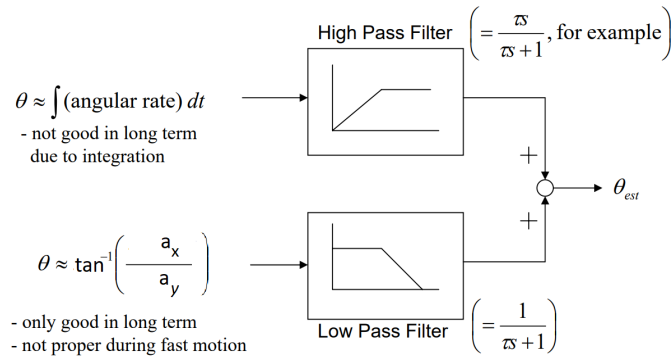 High Pass Filter
( = τs / τs + 1 , for example )
θ ≈ ∫ (angular rate) dt
- not good in long term
due to integration
+
θ_est
+
θ ≈ tan⁻¹( a_x / a_y )
- only good in long term
- not proper during fast motion
Low Pass Filter
( = 1 / τs + 1 )